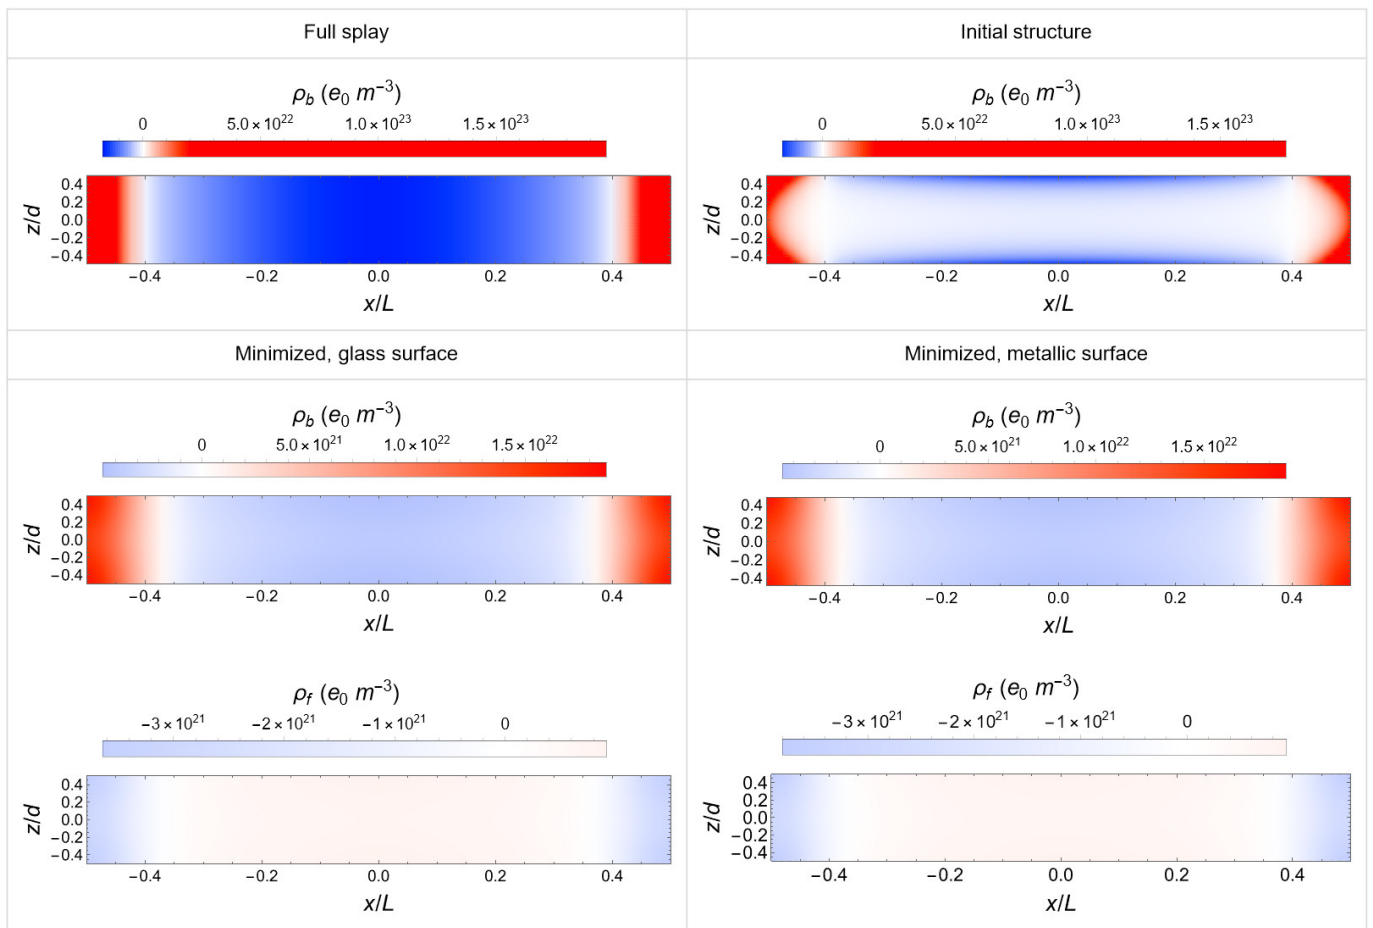 Full splay
ρb (e0 m⁻³)
0 5.0×10²² 1.0×10²³ 1.5×10²³
z/d
0.4
0.2
0.0
−0.2
−0.4
−0.4 −0.2 0.0 0.2 0.4
x/L
Initial structure
ρb (e0 m⁻³)
0 5.0×10²² 1.0×10²³ 1.5×10²³
z/d
0.4
0.2
0.0
−0.2
−0.4
−0.4 −0.2 0.0 0.2 0.4
x/L
Minimized, glass surface
ρb (e0 m⁻³)
0 5.0×10²¹ 1.0×10²² 1.5×10²²
z/d
0.4
0.2
0.0
−0.2
−0.4
−0.4 −0.2 0.0 0.2 0.4
x/L
ρf (e0 m⁻³)
−3×10²¹ −2×10²¹ −1×10²¹ 0
z/d
0.4
0.2
0.0
−0.2
−0.4
−0.4 −0.2 0.0 0.2 0.4
x/L
Minimized, metallic surface
ρb (e0 m⁻³)
0 5.0×10²¹ 1.0×10²² 1.5×10²²
z/d
0.4
0.2
0.0
−0.2
−0.4
−0.4 −0.2 0.0 0.2 0.4
x/L
ρf (e0 m⁻³)
−3×10²¹ −2×10²¹ −1×10²¹ 0
z/d
0.4
0.2
0.0
−0.2
−0.4
−0.4 −0.2 0.0 0.2 0.4
x/L